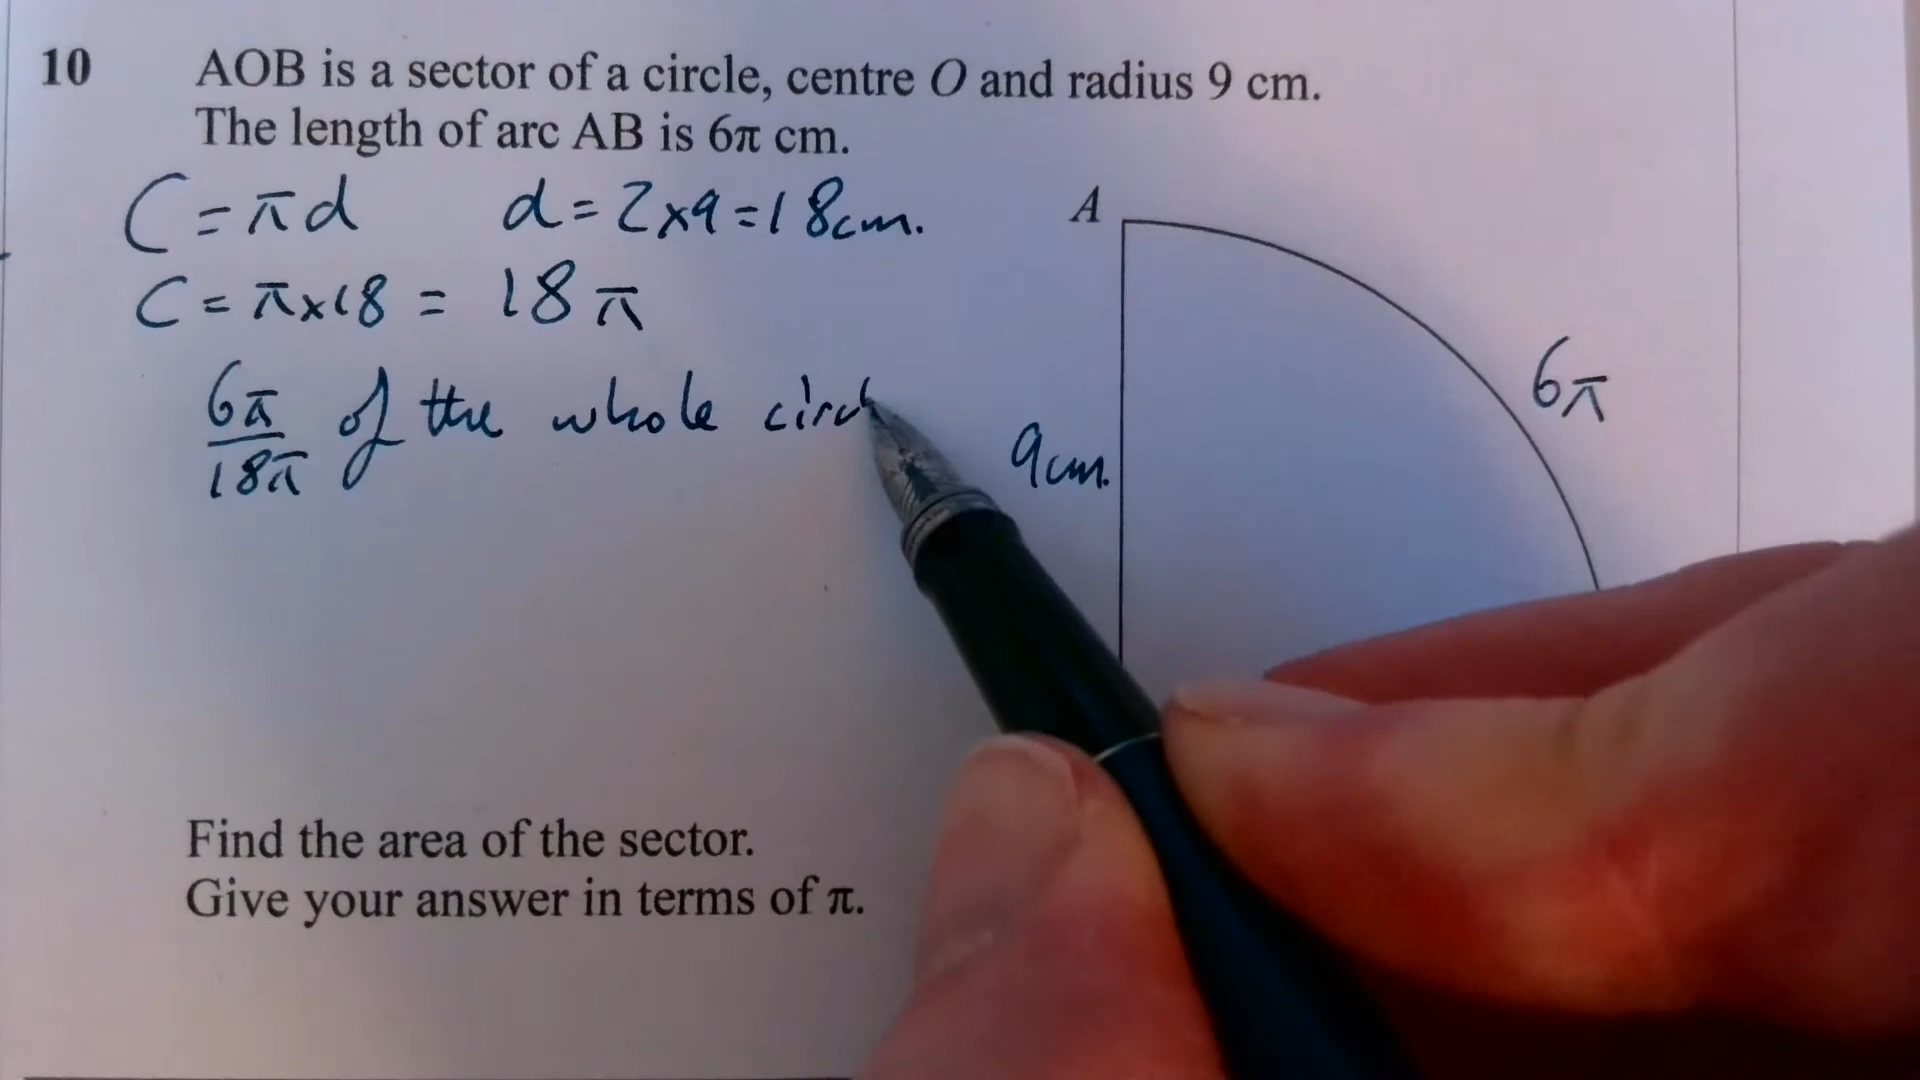 10 AOB is a sector of a circle, centre O and radius 9 cm.
The length of arc AB is 6π cm.
C = πd d = 2×9 = 18cm.
C = π×18 = 18π
6π/18π of the whole circ
A
6π
9cm.
Find the area of the sector.
Give your answer in terms of π.